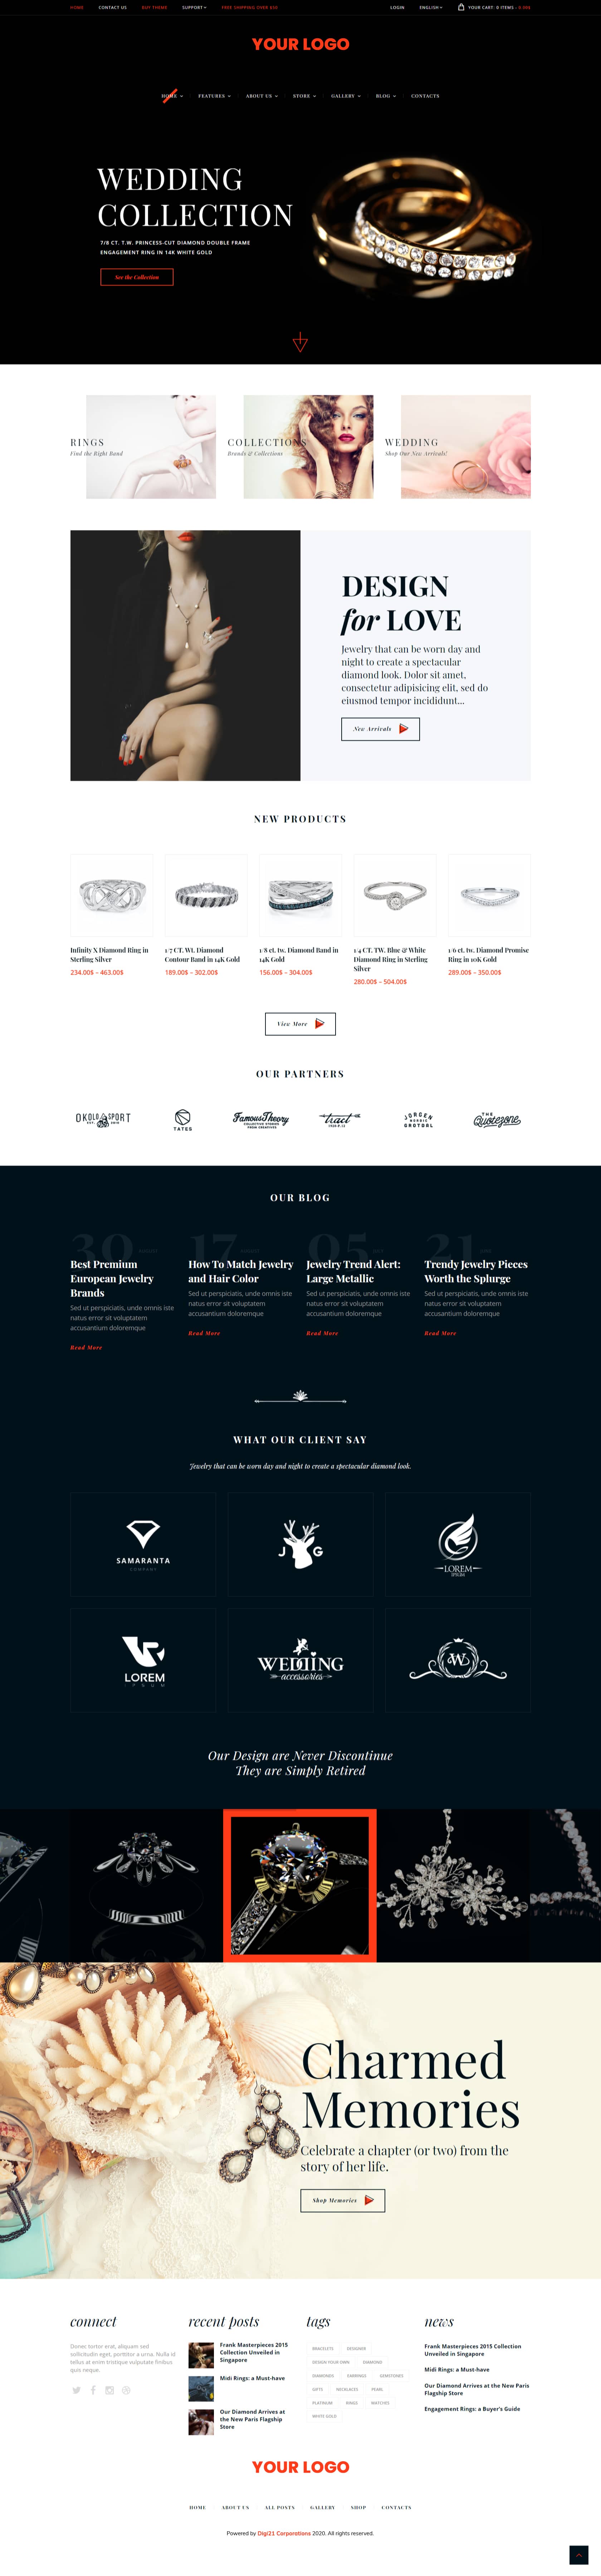 HOME CONTACT US BUY THEME SUPPORT FREE SHIPPING OVER $50 LOGIN ENGLISH YOUR CART: 0 ITEMS - 0.00$
YOUR LOGO
HOME FEATURES ABOUT US STORE GALLERY BLOG CONTACTS
WEDDING
COLLECTION
7/8 CT. T.W. PRINCESS-CUT DIAMOND DOUBLE FRAME
ENGAGEMENT RING IN 14K WHITE GOLD
See the Collection
RINGS
Find the Right Band
COLLECTIONS
Brands & Collections
WEDDING
Shop Our New Arrivals!
DESIGN
for LOVE
Jewelry that can be worn day and
night to create a spectacular
diamond look. Dolor sit amet,
consectetur adipisicing elit, sed do
eiusmod tempor incididunt...
New Arrivals
NEW PRODUCTS
Infinity X Diamond Ring in
Sterling Silver
234.00$ – 463.00$
1/7 CT. Wt. Diamond
Contour Band in 14K Gold
189.00$ – 302.00$
1/8 ct. tw. Diamond Band in
14K Gold
156.00$ – 304.00$
1/4 CT. TW. Blue & White
Diamond Ring in Sterling
Silver
280.00$ – 504.00$
1/6 ct. tw. Diamond Promise
Ring in 10K Gold
289.00$ – 350.00$
View More
OUR PARTNERS
OKOLO SPORT
TATES
Famous Theory
COLLECTIVE STORIES
FROM CREATIVES
tract
JORGEN
NORDIC
GROTOBL
THE
Quotezone
OUR BLOG
30
Best Premium
European Jewelry
Brands
Sed ut perspiciatis, unde omnis iste
natus error sit voluptatem
accusantium doloremque
Read More
17
How To Match Jewelry
and Hair Color
Sed ut perspiciatis, unde omnis iste
natus error sit voluptatem
accusantium doloremque
Read More
05
Jewelry Trend Alert:
Large Metallic
Sed ut perspiciatis, unde omnis iste
natus error sit voluptatem
accusantium doloremque
Read More
21
Trendy Jewelry Pieces
Worth the Splurge
Sed ut perspiciatis, unde omnis iste
natus error sit voluptatem
accusantium doloremque
Read More
WHAT OUR CLIENT SAY
Jewelry that can be worn day and night to create a spectacular diamond look.
SAMARANTA
COMPANY
J G
LOREM
IPSUM
LOREM
IPSUM
WEDDING
accessories
W
Our Design are Never Discontinue
They are Simply Retired
Charmed
Memories
Celebrate a chapter (or two) from the
story of her life.
Shop Memories
connect
Donec tortor erat, aliquam sed
sollicitudin eget, porttitor a urna. Nulla id
tellus at enim tristique vulputate finibus
quis neque.
recent posts
Frank Masterpieces 2015
Collection Unveiled in
Singapore
Midi Rings: a Must-have
Our Diamond Arrives at
the New Paris Flagship
Store
tags
BRACELETS DESIGNER
DESIGN YOUR OWN DIAMOND
DIAMONDS EARRINGS GEMSTONES
GIFTS NECKLACES PEARL
PLATINUM RINGS WATCHES
WHITE GOLD
news
Frank Masterpieces 2015 Collection
Unveiled in Singapore
Midi Rings: a Must-have
Our Diamond Arrives at the New Paris
Flagship Store
Engagement Rings: a Buyer's Guide
YOUR LOGO
HOME ABOUT US ALL POSTS GALLERY SHOP CONTACTS
Powered by Digi21 Corporations 2020. All rights reserved.